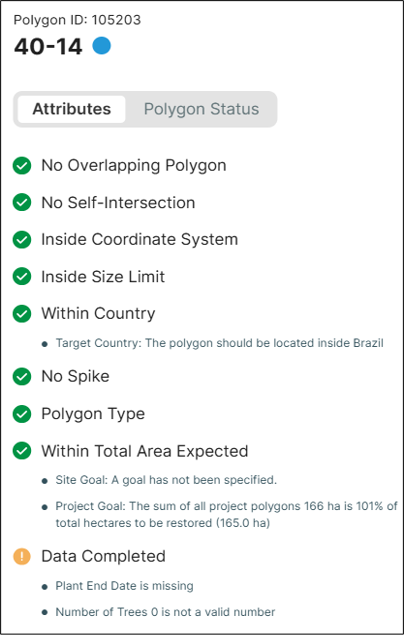 Polygon ID: 105203
40-14
Attributes
Polygon Status
No Overlapping Polygon
No Self-Intersection
Inside Coordinate System
Inside Size Limit
Within Country
• Target Country: The polygon should be located inside Brazil
No Spike
Polygon Type
Within Total Area Expected
• Site Goal: A goal has not been specified.
• Project Goal: The sum of all project polygons 166 ha is 101% of
total hectares to be restored (165.0 ha)
Data Completed
• Plant End Date is missing
• Number of Trees 0 is not a valid number